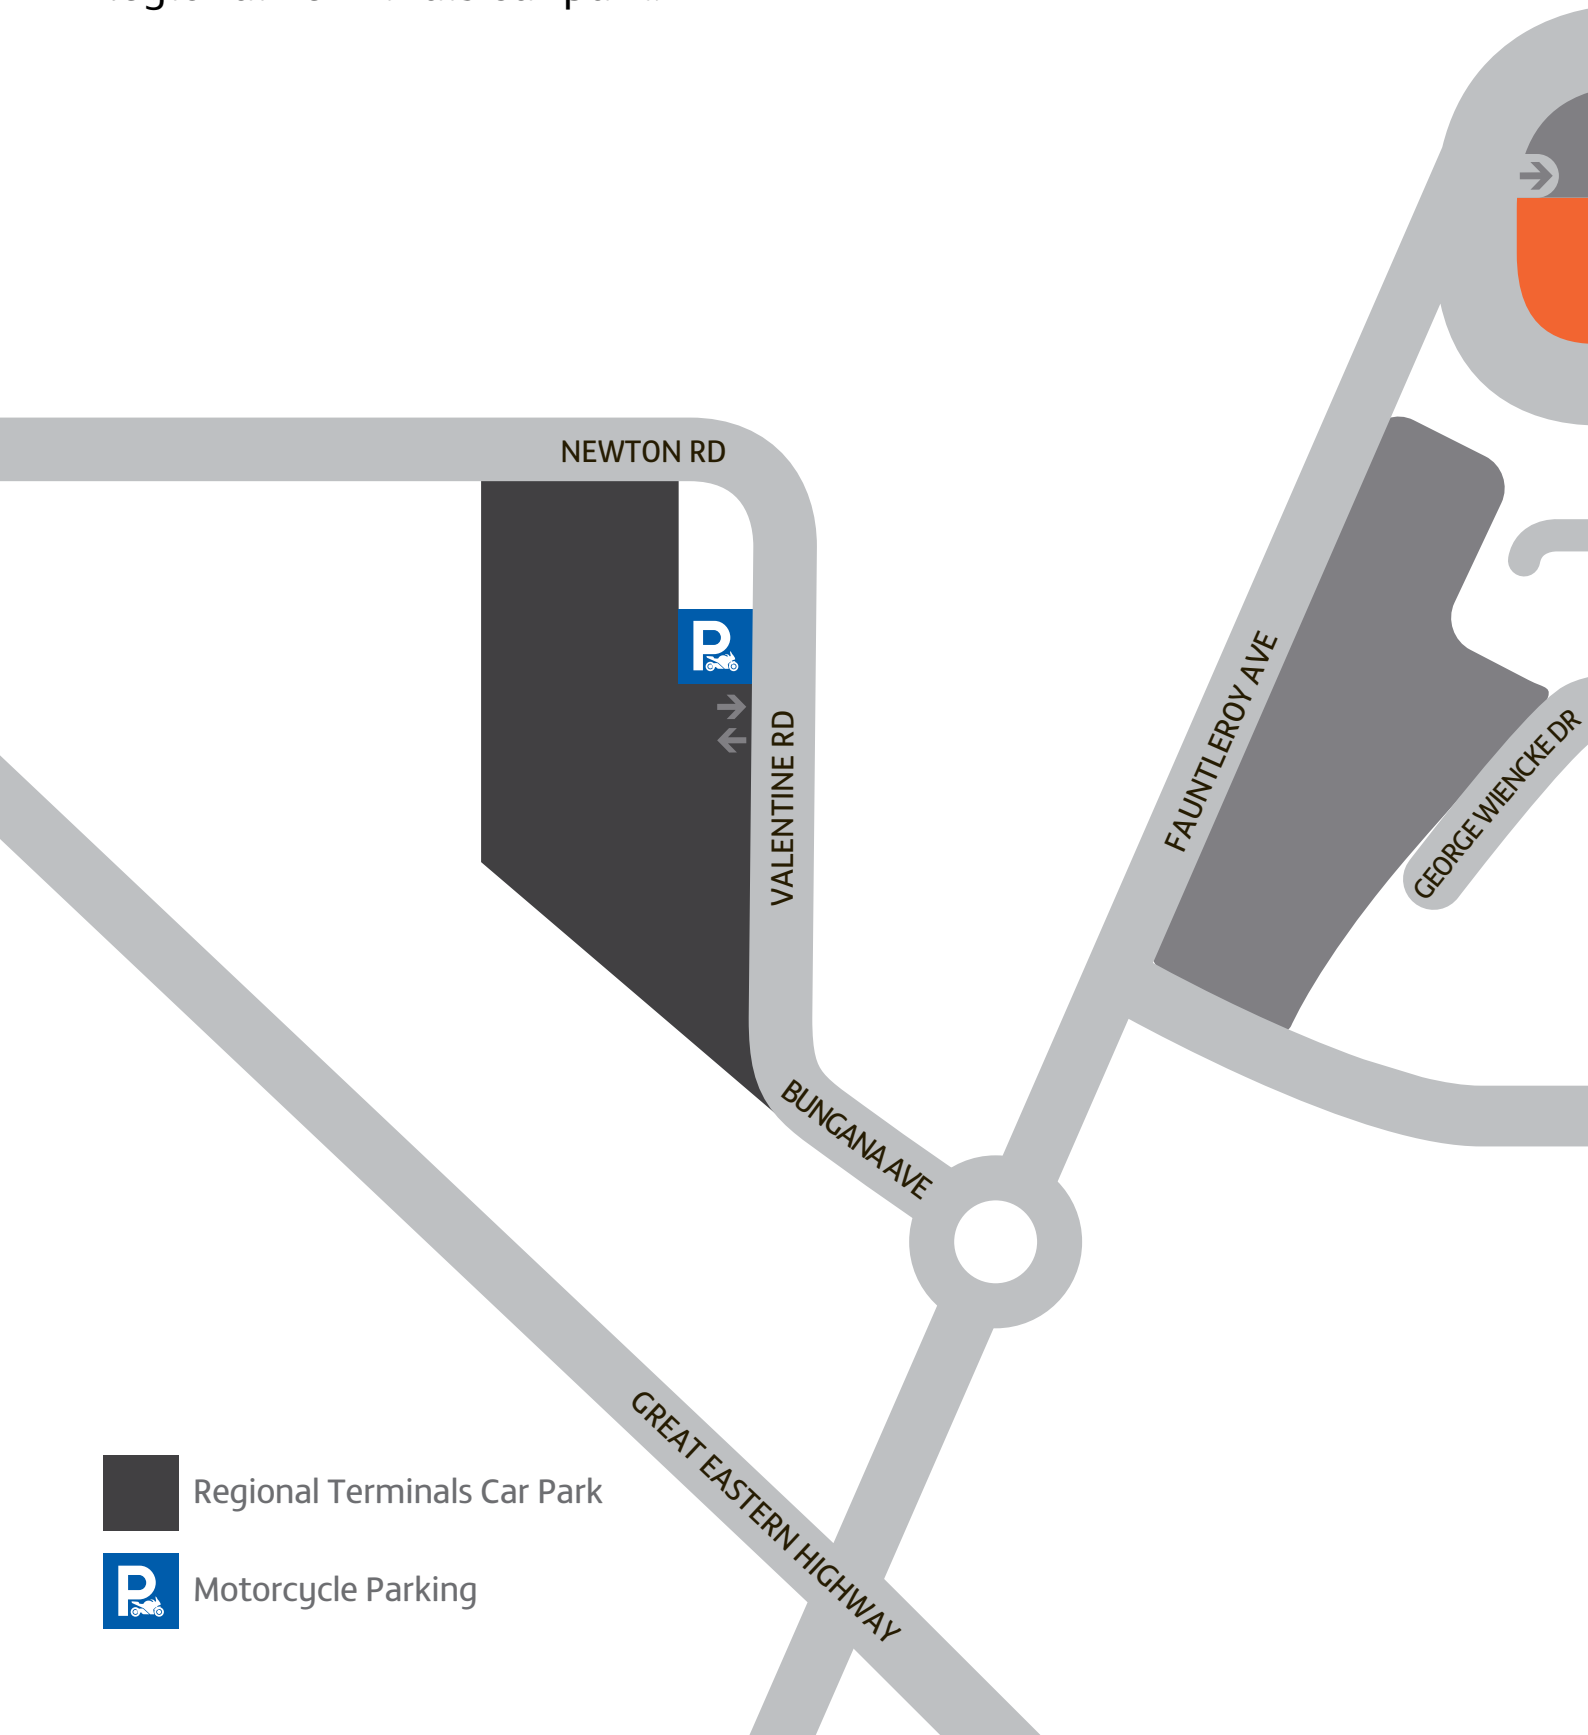 NEWTON RD
VALENTINE RD
FAUNTLEROY AVE
GEORGE WIENCKE DR
BUNGANA AVE
GREAT EASTERN HIGHWAY
Regional Terminals Car Park
P
Motorcycle Parking
P